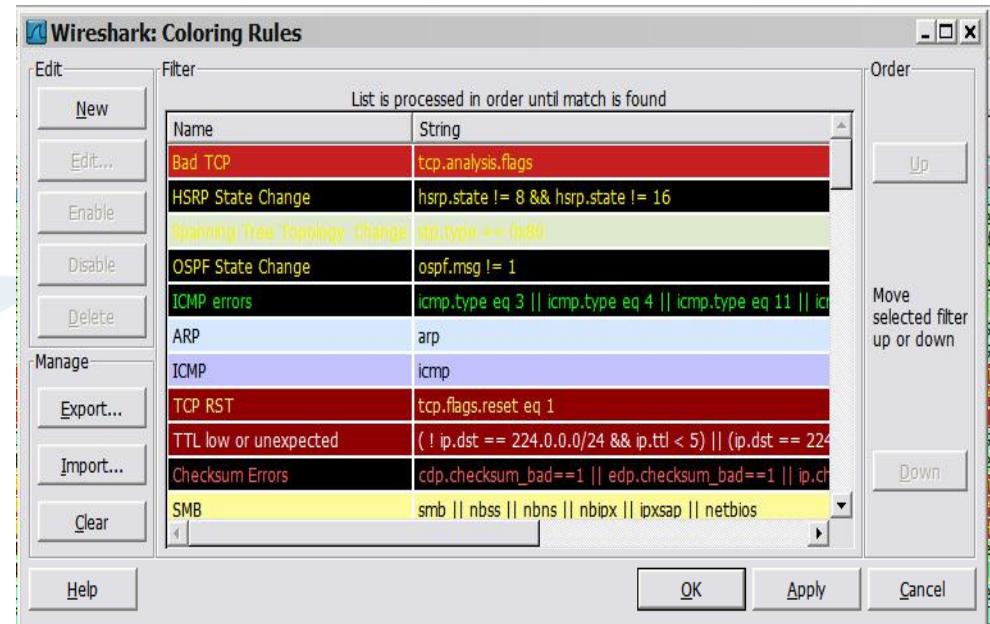 Wireshark: Coloring Rules
Edit
Filter
Order
New
Edit...
Enable
Disable
Delete
Manage
Export...
Import...
Clear
List is processed in order until match is found
Name String
Bad TCP tcp.analysis.flags
HSRP State Change hsrp.state != 8 && hsrp.state != 16
Spanning Tree Topology Change stp.type == 0x80
OSPF State Change ospf.msg != 1
ICMP errors icmp.type eq 3 || icmp.type eq 4 || icmp.type eq 11 || icr
ARP arp
ICMP icmp
TCP RST tcp.flags.reset eq 1
TTL low or unexpected ( ! ip.dst == 224.0.0.0/24 && ip.ttl < 5) || (ip.dst == 224
Checksum Errors cdp.checksum_bad==1 || edp.checksum_bad==1 || ip.ch
SMB smb || nbss || nbns || nbipx || ipxsap || netbios
Up
Move
selected filter
up or down
Down
Help
OK
Apply
Cancel